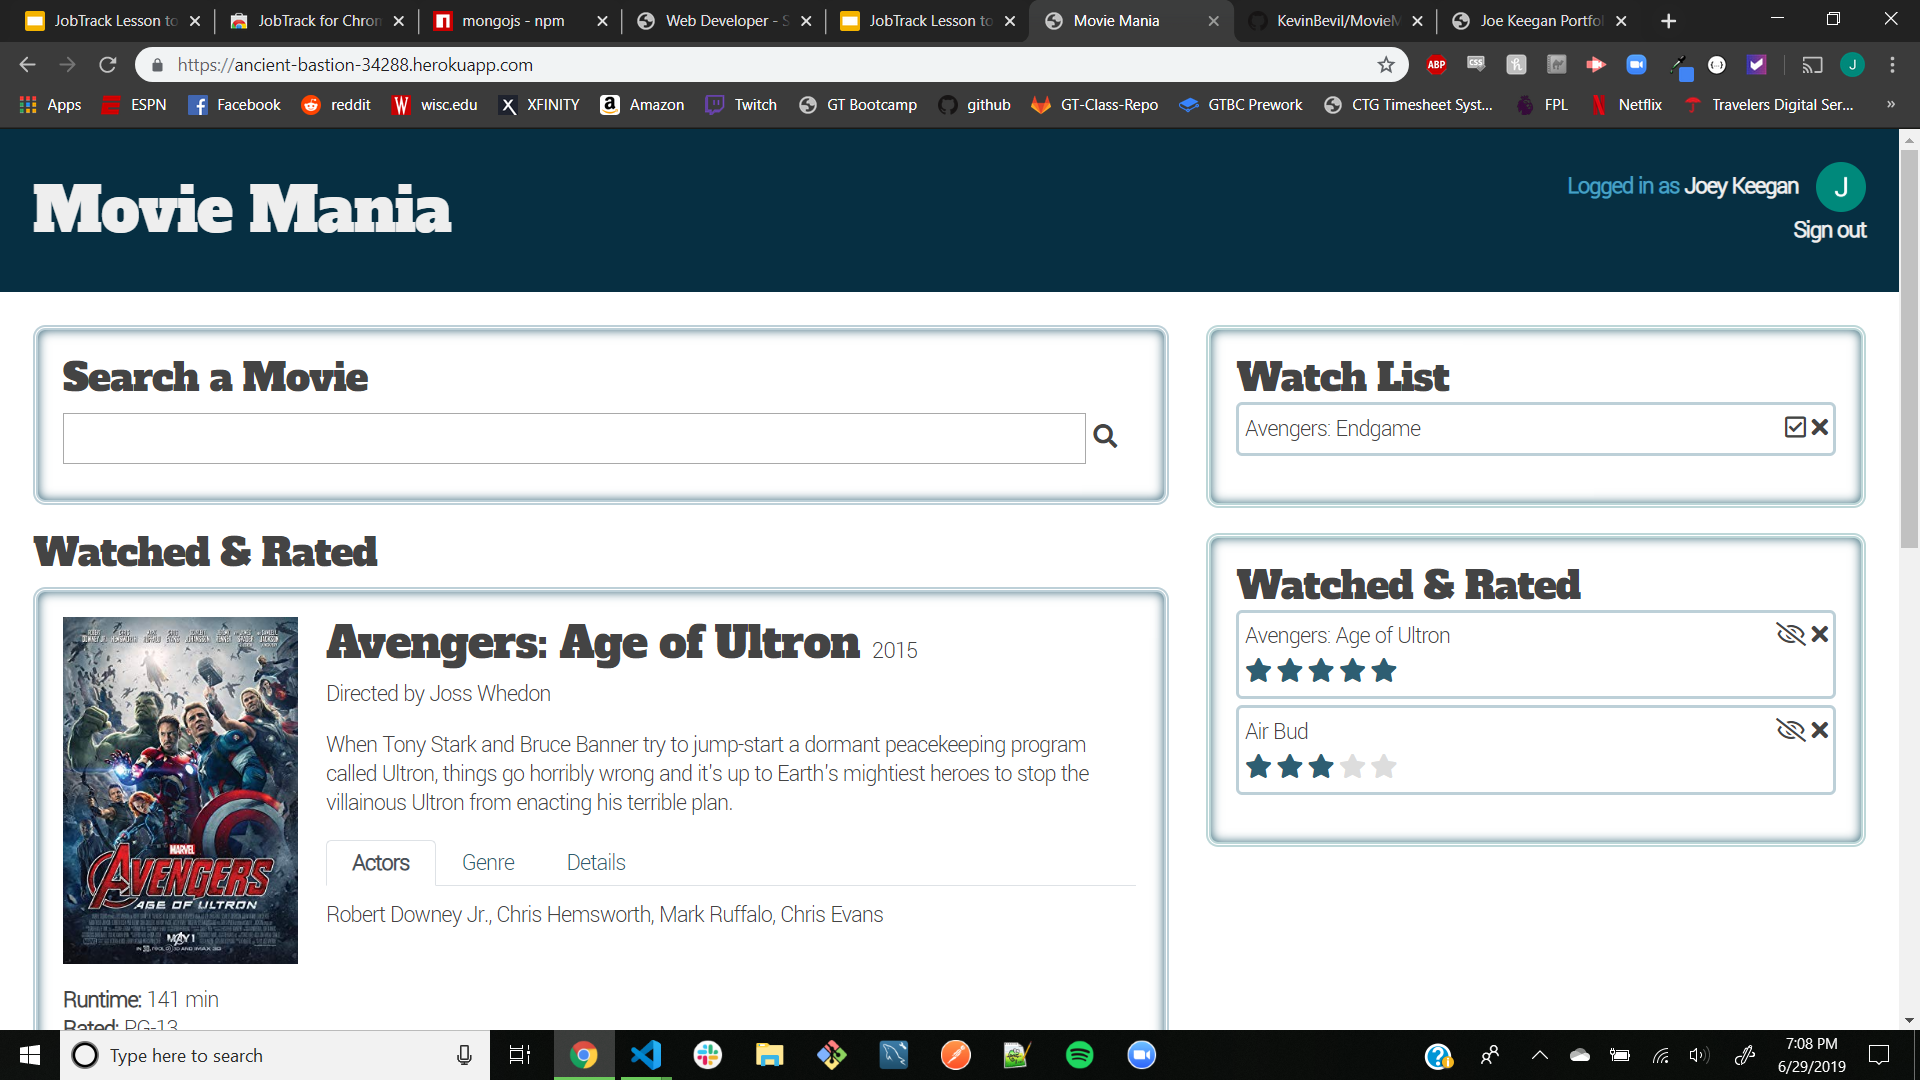 JobTrack Lesson to
JobTrack for Chron
mongojs - npm
Web Developer - S
JobTrack Lesson to
Movie Mania
KevinBevil/MovieM
Joe Keegan Portfol
https://ancient-bastion-34288.herokuapp.com
ABP
CSS
J
Apps
ESPN
Facebook
reddit
wisc.edu
XFINITY
Amazon
Twitch
GT Bootcamp
github
GT-Class-Repo
GTBC Prework
CTG Timesheet Syst...
FPL
Netflix
Travelers Digital Ser...
»
Movie Mania
Logged in as Joey Keegan
J
Sign out
Search a Movie
Watch List
Avengers: Endgame
Watched & Rated
Avengers: Age of Ultron 2015
Directed by Joss Whedon
When Tony Stark and Bruce Banner try to jump-start a dormant peacekeeping program
called Ultron, things go horribly wrong and it's up to Earth's mightiest heroes to stop the
villainous Ultron from enacting his terrible plan.
Actors
Genre
Details
Robert Downey Jr., Chris Hemsworth, Mark Ruffalo, Chris Evans
MARVEL
AVENGERS
AGE OF ULTRON
MAY 1
Runtime: 141 min
Rated: PG-13
Watched & Rated
Avengers: Age of Ultron
Air Bud
Type here to search
7:08 PM
6/29/2019